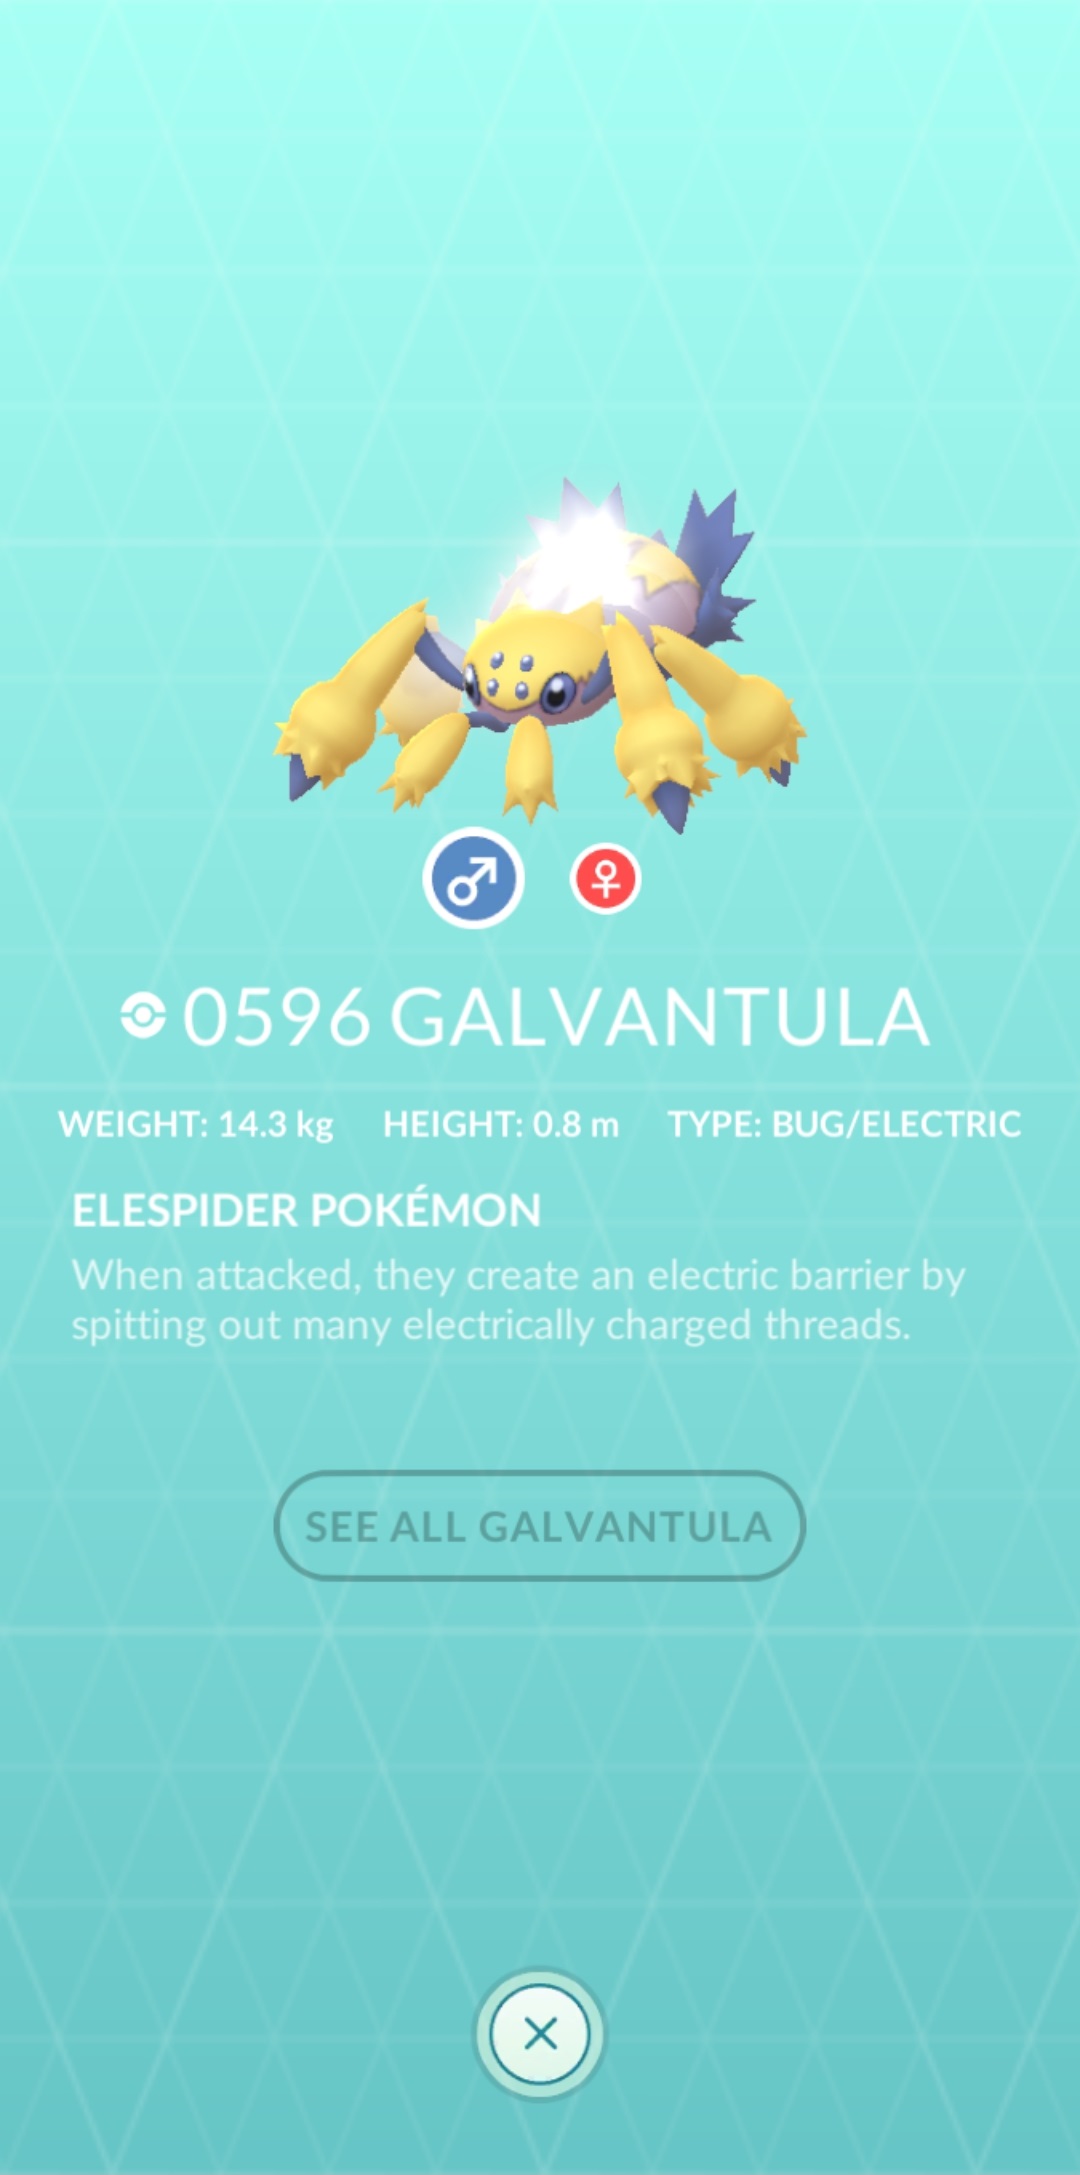 0596 GALVANTULA
WEIGHT: 14.3 kg HEIGHT: 0.8 m TYPE: BUG/ELECTRIC
ELESPIDER POKÉMON
When attacked, they create an electric barrier by
spitting out many electrically charged threads.
SEE ALL GALVANTULA